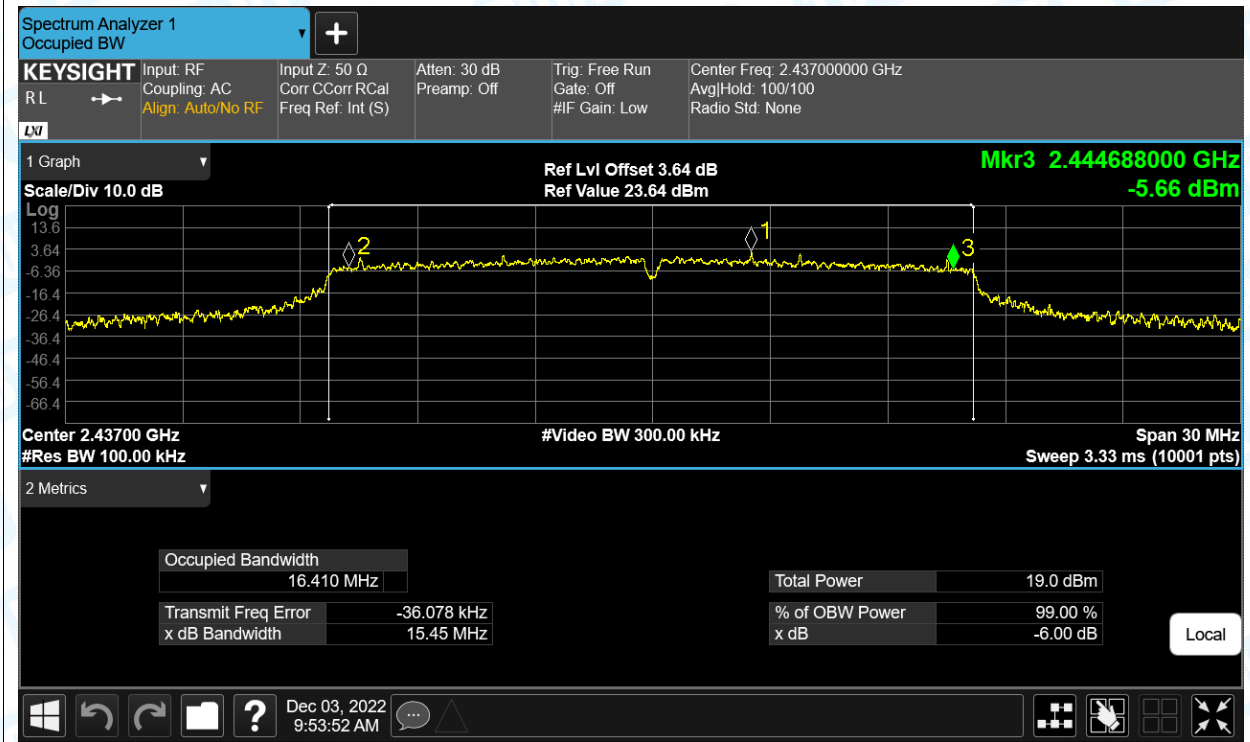 Spectrum Analyzer 1
Occupied BW
KEYSIGHT
R L
LXI
Input: RF
Coupling: AC
Align: Auto/No RF
Input Z: 50 Ω
Corr CCorr RCal
Freq Ref: Int (S)
Atten: 30 dB
Preamp: Off
Trig: Free Run
Gate: Off
#IF Gain: Low
Center Freq: 2.437000000 GHz
Avg|Hold: 100/100
Radio Std: None
1 Graph
Scale/Div 10.0 dB
Ref Lvl Offset 3.64 dB
Ref Value 23.64 dBm
Mkr3 2.444688000 GHz
-5.66 dBm
Log
13.6
3.64
-6.36
-16.4
-26.4
-36.4
-46.4
-56.4
-66.4
2
1
3
Center 2.43700 GHz
#Res BW 100.00 kHz
#Video BW 300.00 kHz
Span 30 MHz
Sweep 3.33 ms (10001 pts)
2 Metrics
Occupied Bandwidth
16.410 MHz
Transmit Freq Error -36.078 kHz
x dB Bandwidth 15.45 MHz
Total Power 19.0 dBm
% of OBW Power 99.00 %
x dB -6.00 dB
Local
?
Dec 03, 2022
9:53:52 AM